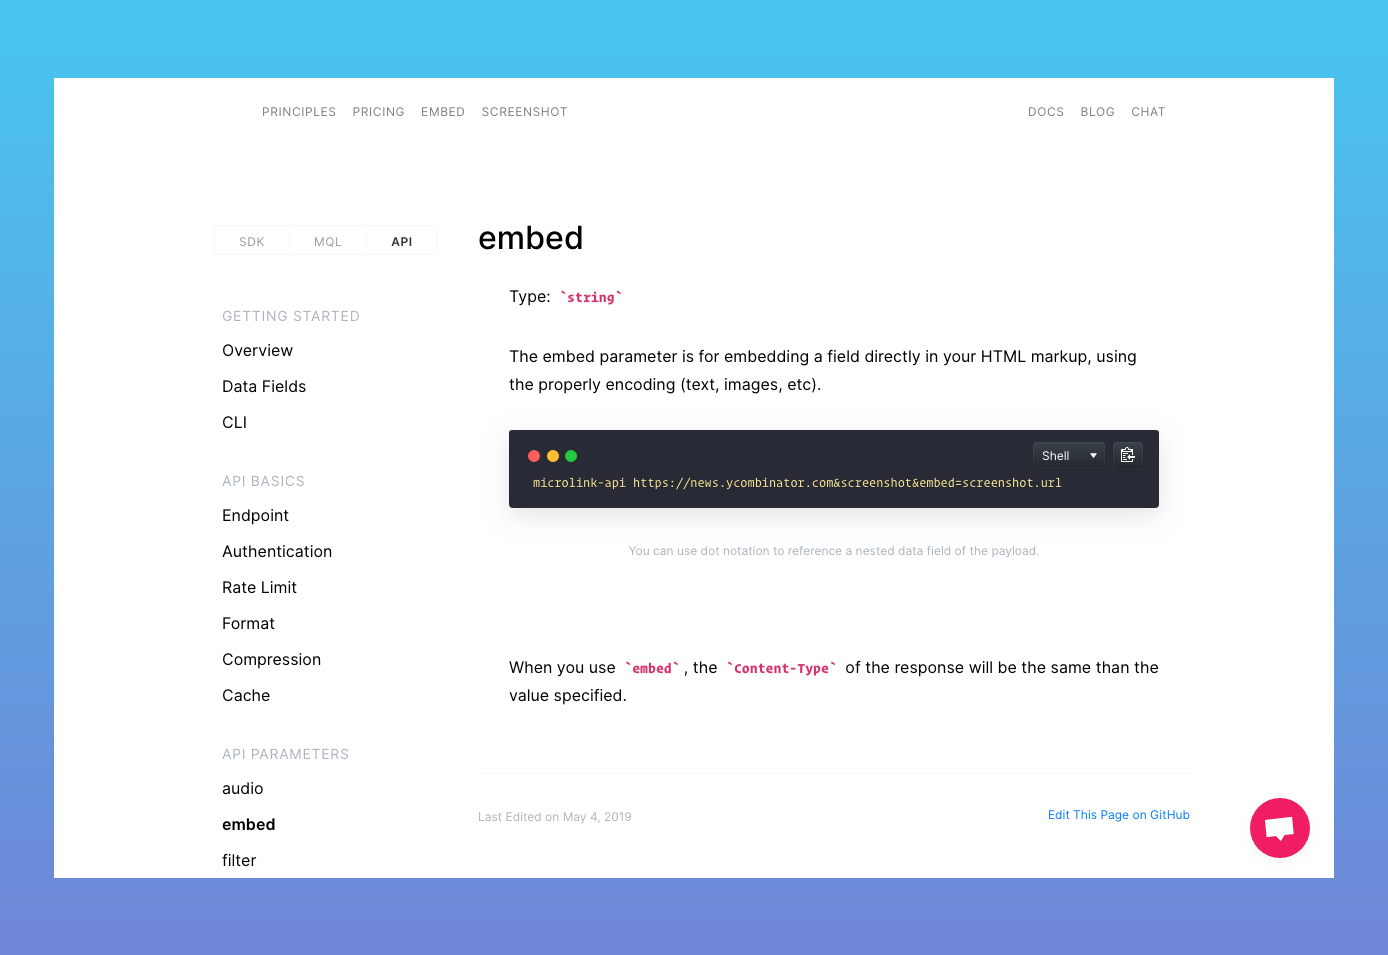 PRINCIPLES PRICING EMBED SCREENSHOT DOCS BLOG CHAT
SDK MQL API
GETTING STARTED
Overview
Data Fields
CLI
API BASICS
Endpoint
Authentication
Rate Limit
Format
Compression
Cache
API PARAMETERS
audio
embed
filter
embed
Type: `string`
The embed parameter is for embedding a field directly in your HTML markup, using
the properly encoding (text, images, etc).
Shell
microlink-api https://news.ycombinator.com&screenshot&embed=screenshot.url
You can use dot notation to reference a nested data field of the payload.
When you use `embed`, the `Content-Type` of the response will be the same than the
value specified.
Last Edited on May 4, 2019
Edit This Page on GitHub